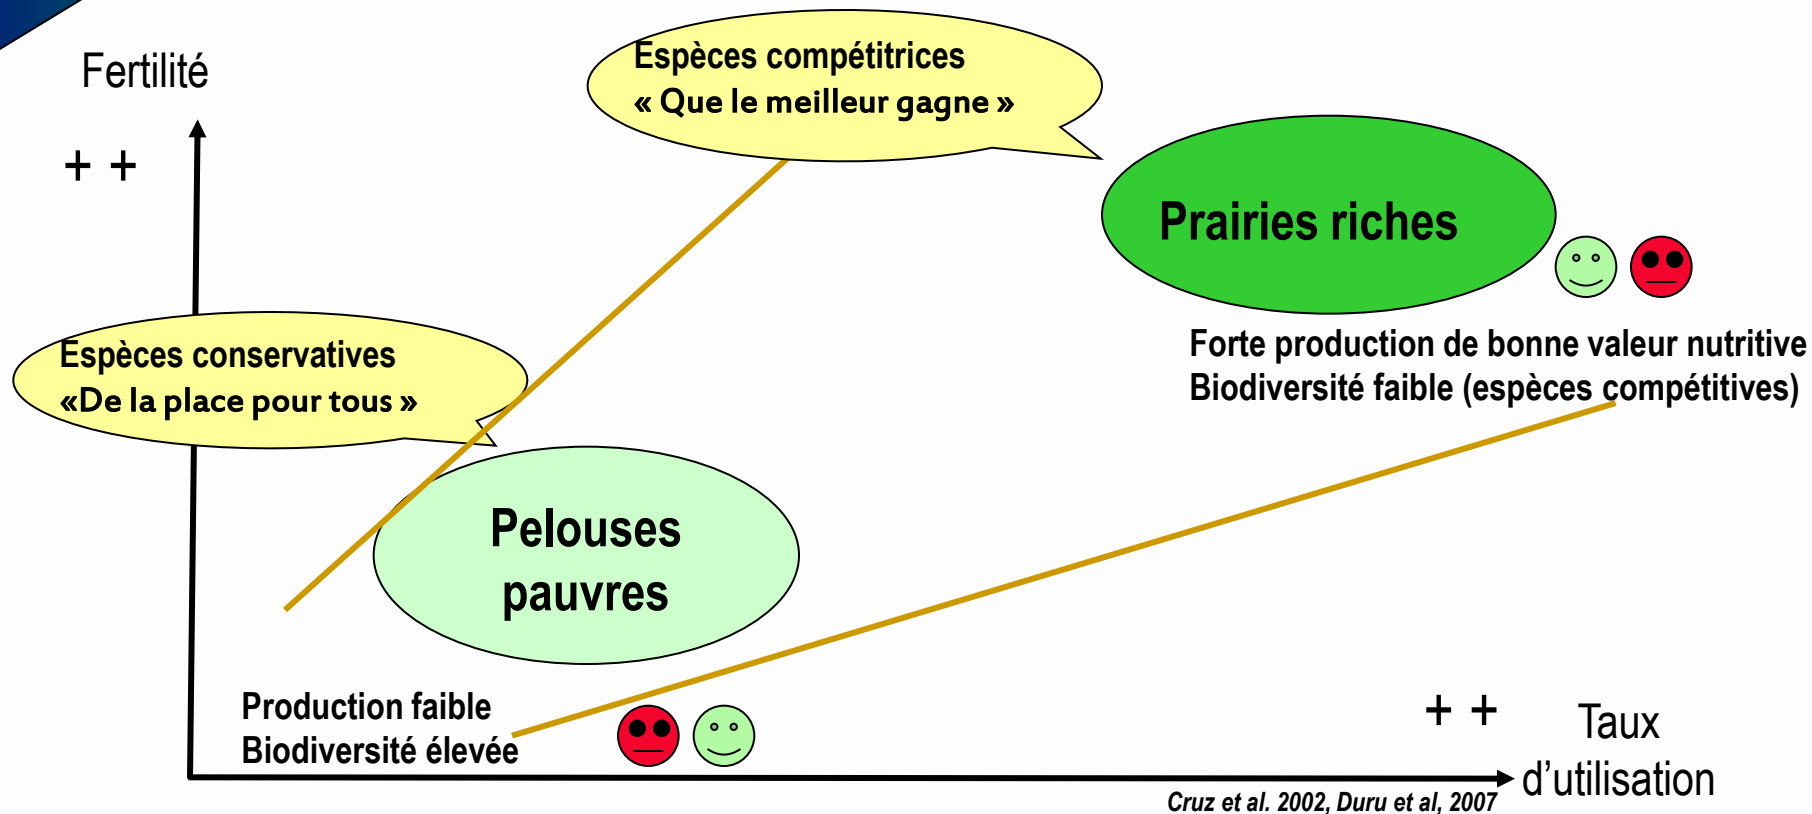 Fertilité
+ +
Espèces compétitrices
« Que le meilleur gagne »
Prairies riches
Forte production de bonne valeur nutritive
Biodiversité faible (espèces compétitives)
Espèces conservatives
«De la place pour tous »
Pelouses
pauvres
Production faible
Biodiversité élevée
+ +
Taux
d’utilisation
Cruz et al. 2002, Duru et al, 2007